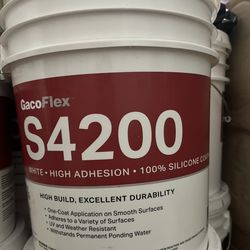 GacoFlex
S4200
WHITE • HIGH ADHESION • 100% SILICONE
HIGH BUILD, EXCELLENT DURABILITY
• One-Coat Application on Smooth Surfaces
• Adheres to a Variety of Surfaces
• UV and Weather Resistant
• Withstands Permanent Ponding Water